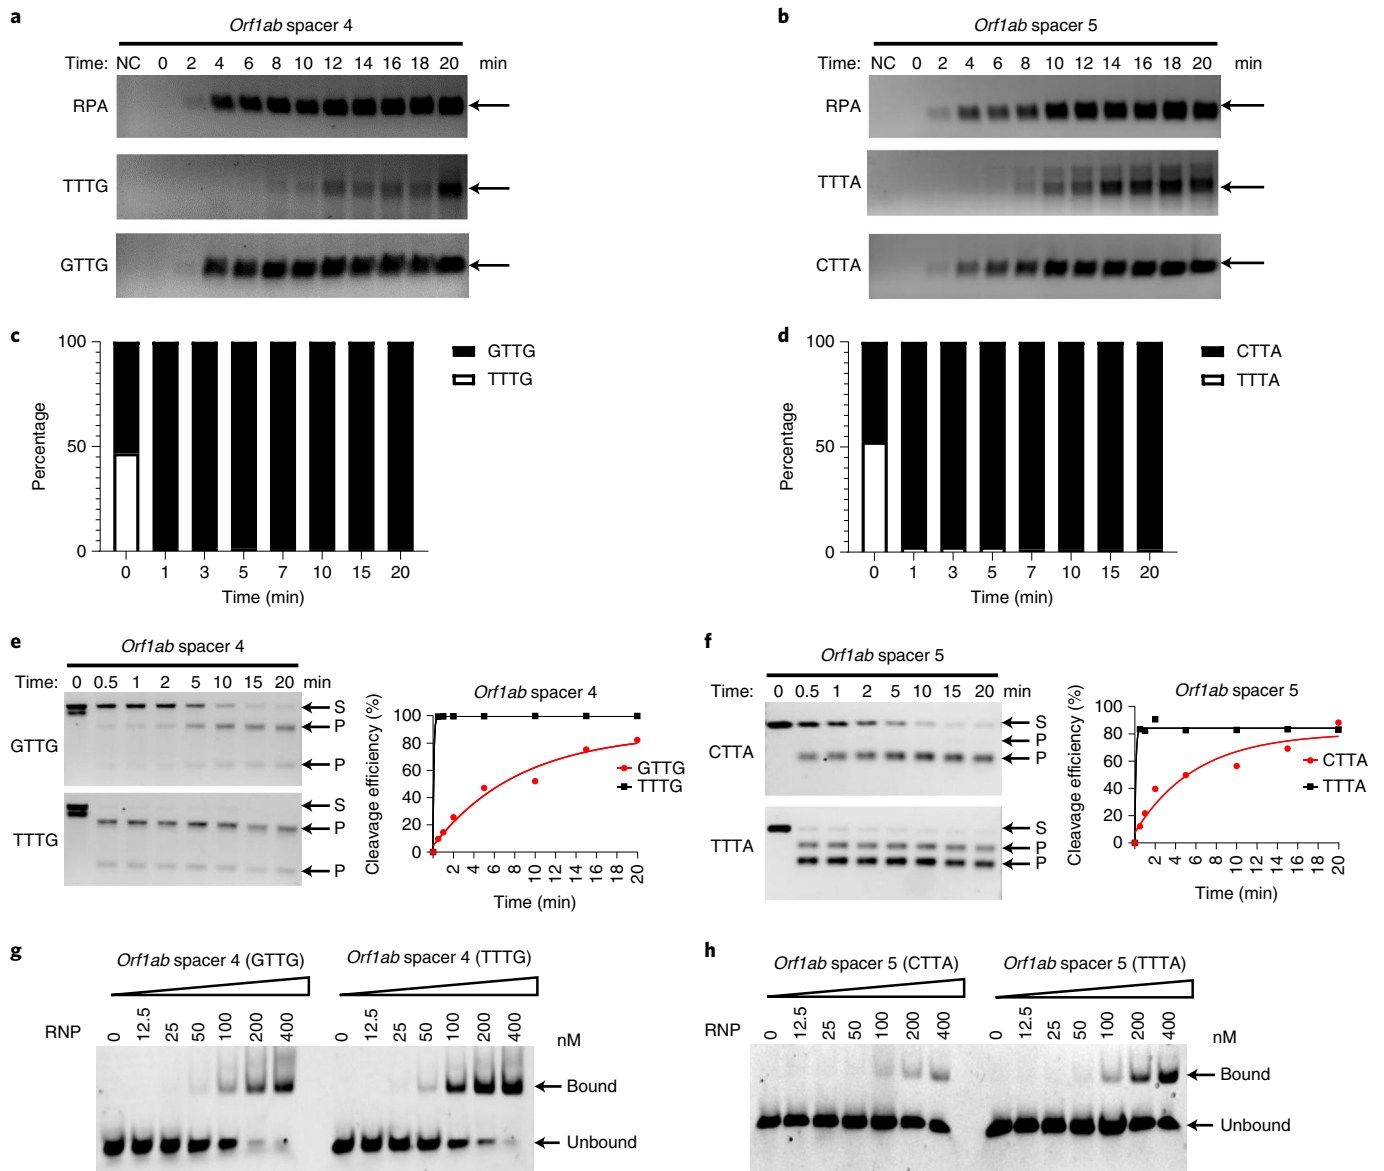 a
Orf1ab spacer 4
Time: NC 0 2 4 6 8 10 12 14 16 18 20 min
RPA
TTTG
GTTG
b
Orf1ab spacer 5
Time: NC 0 2 4 6 8 10 12 14 16 18 20 min
RPA
TTTA
CTTA
c
100
50
0
Percentage
0 1 3 5 7 10 15 20
Time (min)
GTTG
TTTG
d
100
50
0
Percentage
0 1 3 5 7 10 15 20
Time (min)
CTTA
TTTA
e
Orf1ab spacer 4
Time: 0 0.5 1 2 5 10 15 20 min
GTTG
S
P
P
TTTG
S
P
P
Orf1ab spacer 4
Cleavage efficiency (%)
100
80
60
40
20
0
2 4 6 8 10 12 14 16 18 20
Time (min)
GTTG
TTTG
f
Orf1ab spacer 5
Time: 0 0.5 1 2 5 10 15 20 min
CTTA
S
P
P
TTTA
S
P
P
Orf1ab spacer 5
Cleavage efficiency (%)
100
80
60
40
20
0
2 4 6 8 10 12 14 16 18 20
Time (min)
CTTA
TTTA
g
Orf1ab spacer 4 (GTTG)
Orf1ab spacer 4 (TTTG)
RNP 0 12.5 25 50 100 200 400 0 12.5 25 50 100 200 400 nM
Bound
Unbound
h
Orf1ab spacer 5 (CTTA)
Orf1ab spacer 5 (TTTA)
RNP 0 12.5 25 50 100 200 400 0 12.5 25 50 100 200 400 nM
Bound
Unbound